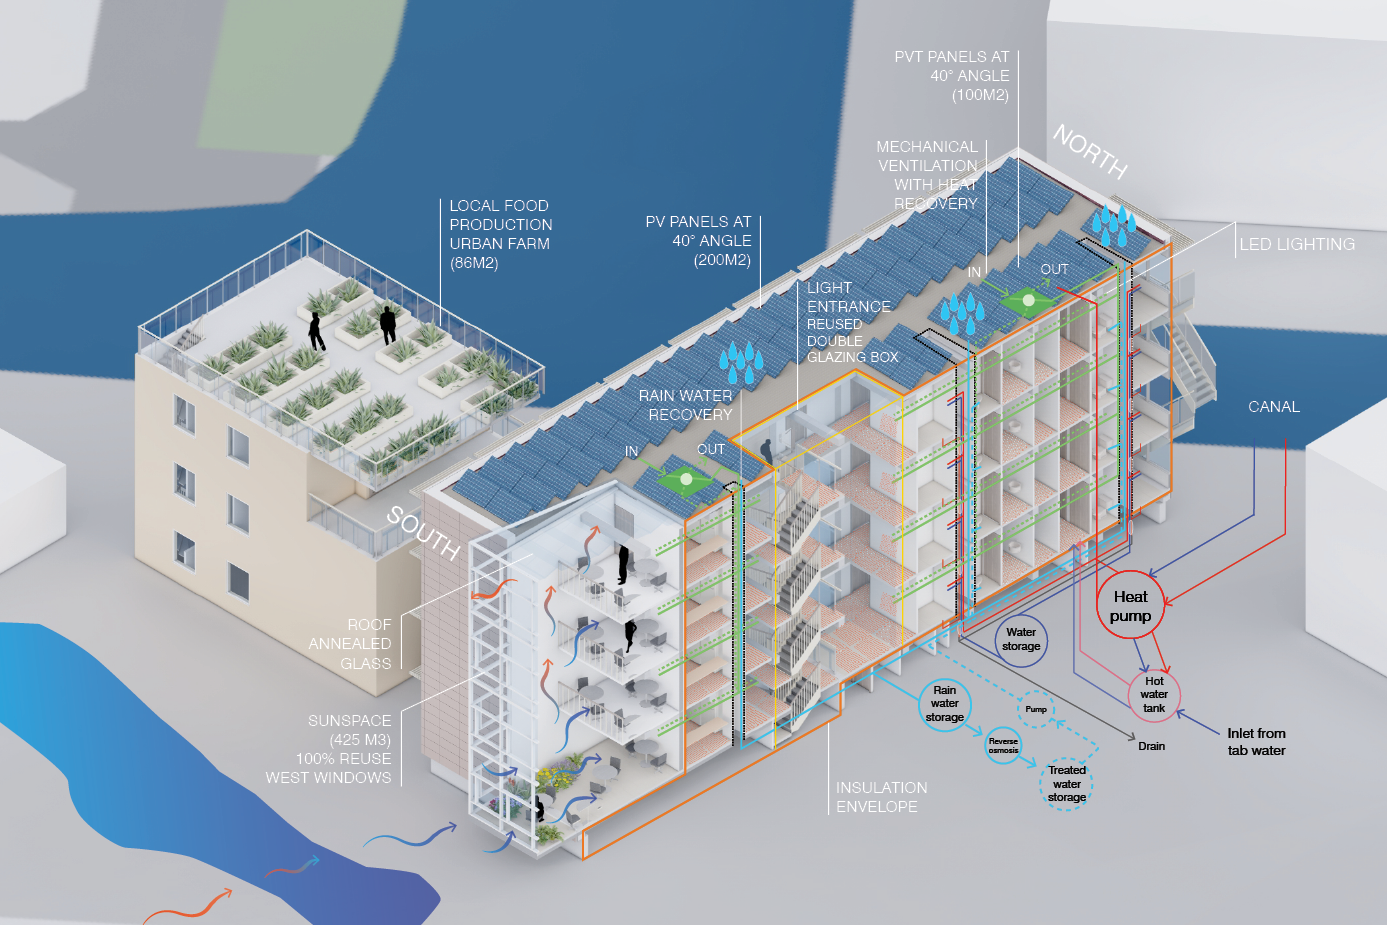 PVT PANELS AT
40° ANGLE
(100M2)
NORTH
MECHANICAL
VENTILATION
WITH HEAT
RECOVERY
LOCAL FOOD
PRODUCTION
URBAN FARM
(86M2)
PV PANELS AT
40° ANGLE
(200M2)
LED LIGHTING
IN
OUT
LIGHT
ENTRANCE
REUSED
DOUBLE
GLAZING BOX
RAIN WATER
RECOVERY
CANAL
IN
OUT
SOUTH
Heat
pump
ROOF
ANNEALED
GLASS
Water
storage
Rain
water
storage
Pump
Hot
water
tank
SUNSPACE
(425 M3)
100% REUSE
WEST WINDOWS
Reverse
osmosis
Drain
Inlet from
tab water
Treated
water
storage
INSULATION
ENVELOPE